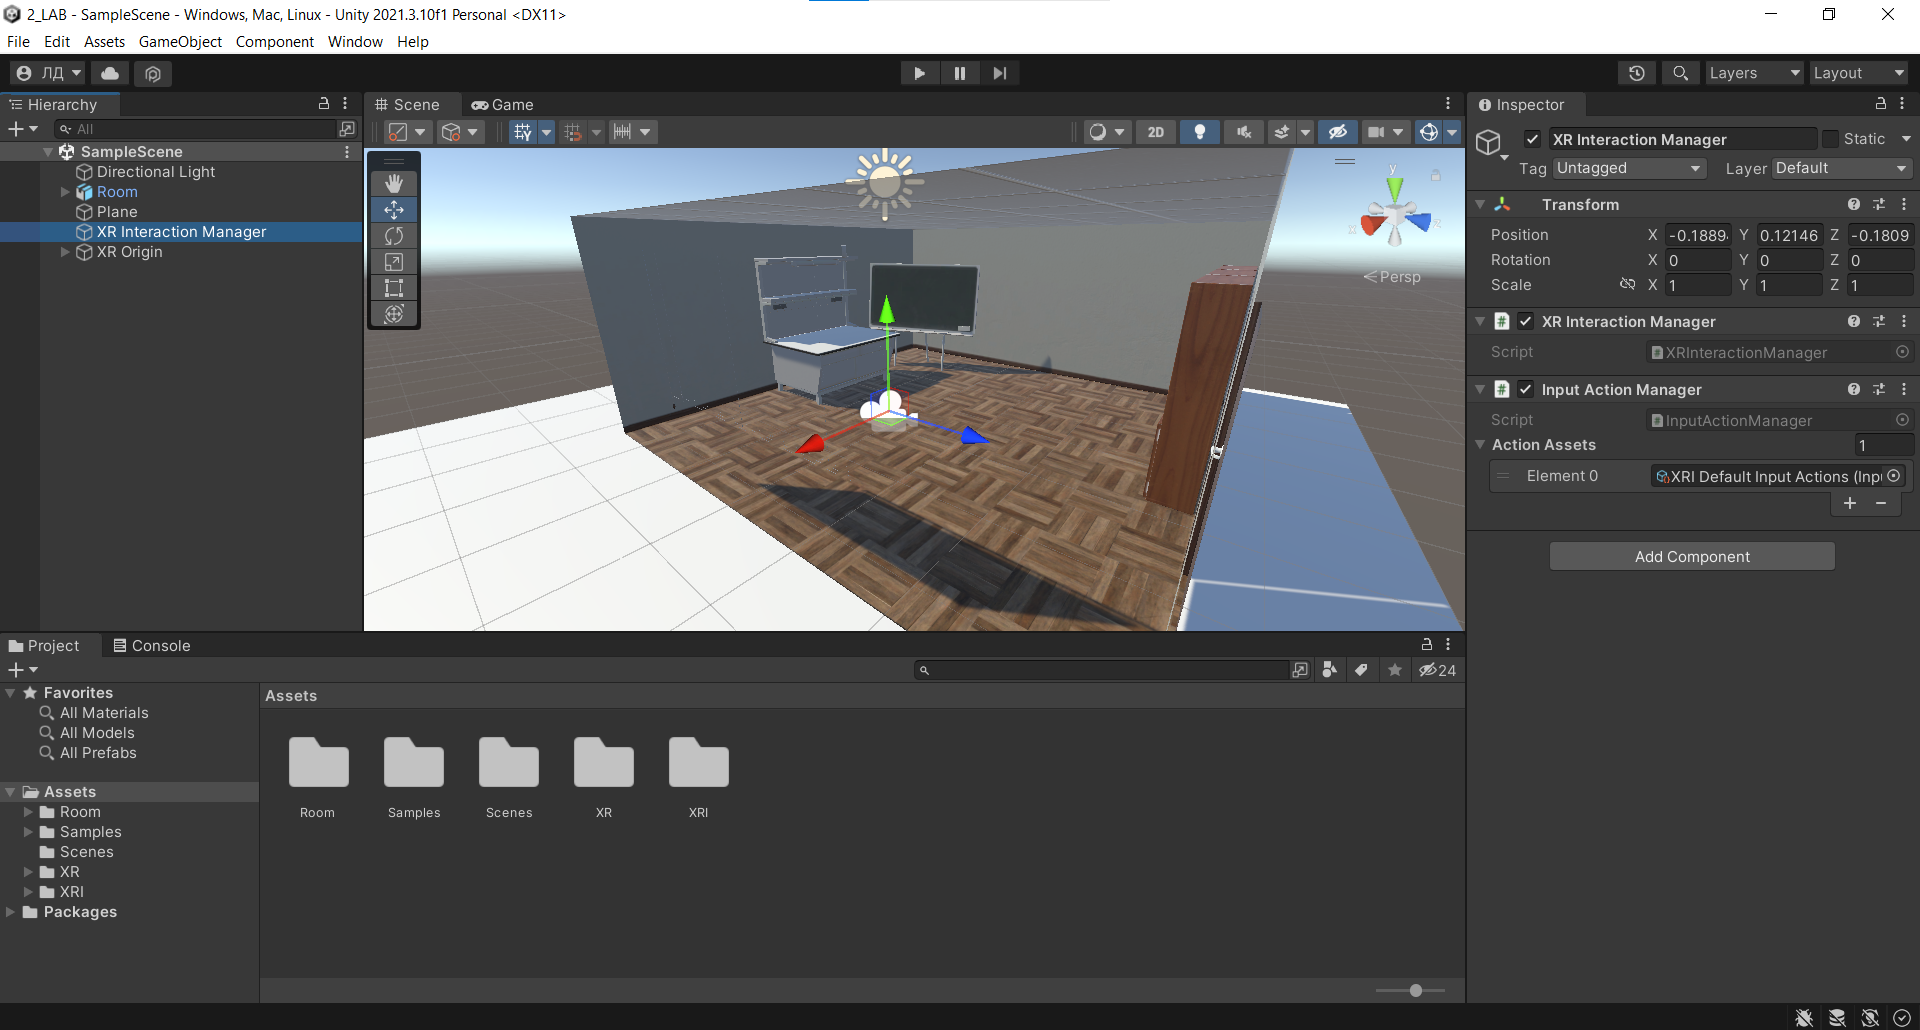 2_LAB - SampleScene - Windows, Mac, Linux - Unity 2021.3.10f1 Personal <DX11>
File Edit Assets GameObject Component Window Help
ЛД
Layers
Layout
Hierarchy
All
SampleScene
Directional Light
Room
Plane
XR Interaction Manager
XR Origin
Scene
Game
2D
y
x
z
Persp
Inspector
XR Interaction Manager
Static
Tag Untagged Layer Default
Transform
Position X -0.1889 Y 0.12146 Z -0.1809
Rotation X 0 Y 0 Z 0
Scale X 1 Y 1 Z 1
XR Interaction Manager
Script XRInteractionManager
Input Action Manager
Script InputActionManager
Action Assets 1
Element 0 XRI Default Input Actions (Inp
Add Component
Project
Console
24
Favorites
All Materials
All Models
All Prefabs
Assets
Room
Samples
Scenes
XR
XRI
Packages
Assets
Room Samples Scenes XR XRI